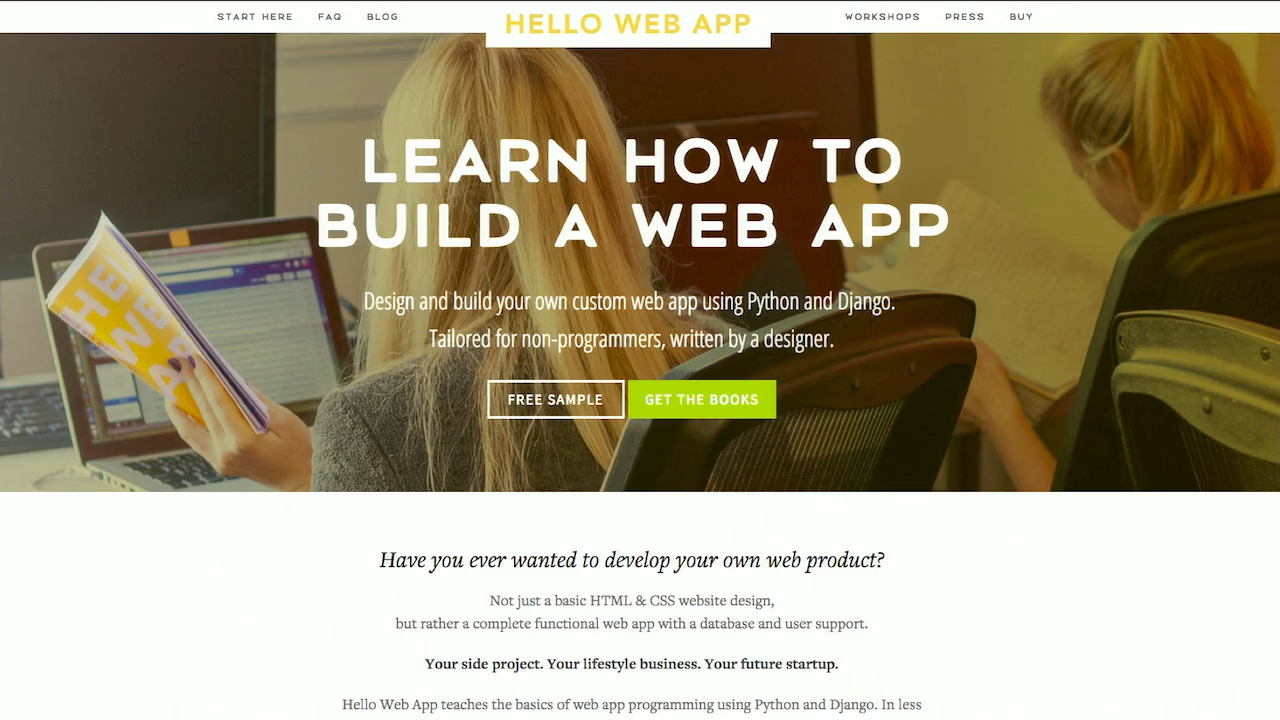 START HERE FAQ BLOG HELLO WEB APP WORKSHOPS PRESS BUY
LEARN HOW TO
BUILD A WEB APP
Design and build your own custom web app using Python and Django.
Tailored for non-programmers, written by a designer.
FREE SAMPLE GET THE BOOKS
Have you ever wanted to develop your own web product?
Not just a basic HTML & CSS website design,
but rather a complete functional web app with a database and user support.
Your side project. Your lifestyle business. Your future startup.
Hello Web App teaches the basics of web app programming using Python and Django. In less